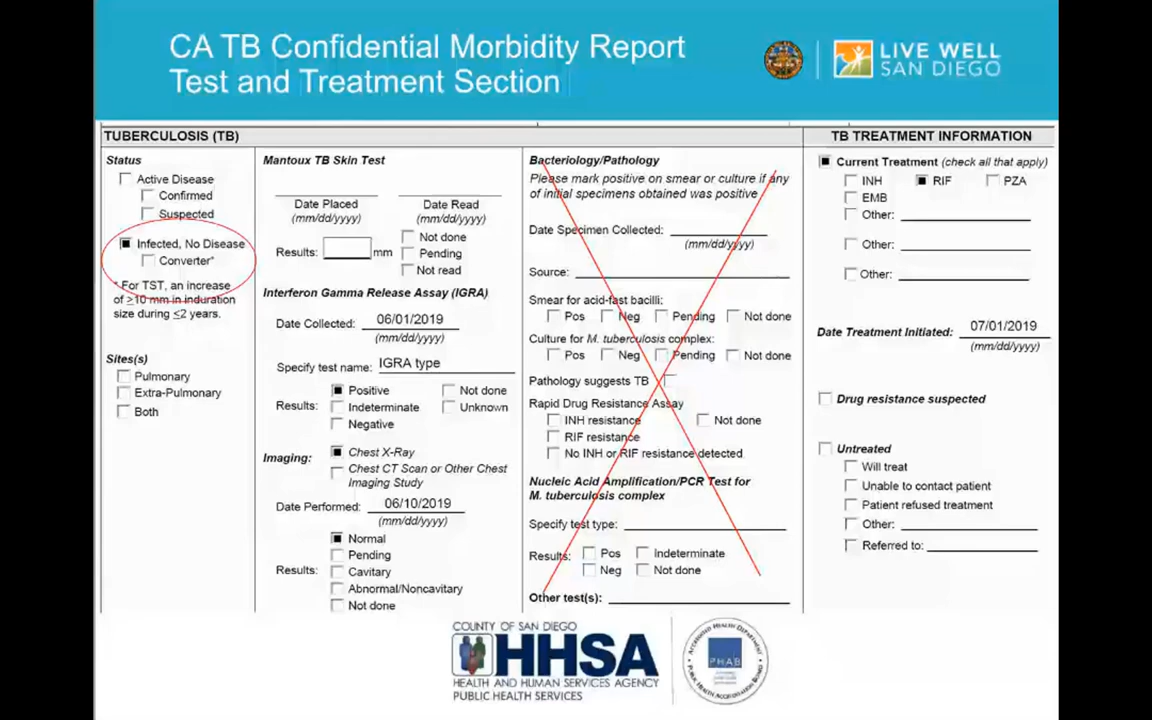 CA TB Confidential Morbidity Report
Test and Treatment Section
LIVE WELL
SAN DIEGO
TUBERCULOSIS (TB)
Status
Active Disease
Confirmed
Suspected
Infected, No Disease
Converter*
* For TST, an increase
of ≥10 mm in induration
size during ≤2 years.
Sites(s)
Pulmonary
Extra-Pulmonary
Both
Mantoux TB Skin Test
Date Placed
(mm/dd/yyyy)
Date Read
(mm/dd/yyyy)
Results: mm
Not done
Pending
Not read
Interferon Gamma Release Assay (IGRA)
Date Collected: 06/01/2019
(mm/dd/yyyy)
Specify test name: IGRA type
Results:
Positive
Not done
Indeterminate
Unknown
Negative
Imaging:
Chest X-Ray
Chest CT Scan or Other Chest
Imaging Study
Date Performed: 06/10/2019
(mm/dd/yyyy)
Results:
Normal
Pending
Cavitary
Abnormal/Noncavitary
Not done
Bacteriology/Pathology
Please mark positive on smear or culture if any
of initial specimens obtained was positive
Date Specimen Collected:
(mm/dd/yyyy)
Source:
Smear for acid-fast bacilli:
Pos Neg Pending Not done
Culture for M. tuberculosis complex:
Pos Neg Pending Not done
Pathology suggests TB
Rapid Drug Resistance Assay
INH resistance Not done
RIF resistance
No INH or RIF resistance detected
Nucleic Acid Amplification/PCR Test for
M. tuberculosis complex
Specify test type:
Results:
Pos Indeterminate
Neg Not done
Other test(s):
TB TREATMENT INFORMATION
Current Treatment (check all that apply)
INH RIF PZA
EMB
Other:
Other:
Other:
Date Treatment Initiated: 07/01/2019
(mm/dd/yyyy)
Drug resistance suspected
Untreated
Will treat
Unable to contact patient
Patient refused treatment
Other:
Referred to:
COUNTY OF SAN DIEGO
HHSA
HEALTH AND HUMAN SERVICES AGENCY
PUBLIC HEALTH SERVICES
ACCREDITED HEALTH DEPARTMENT
PHAB
PUBLIC HEALTH ACCREDITATION BOARD